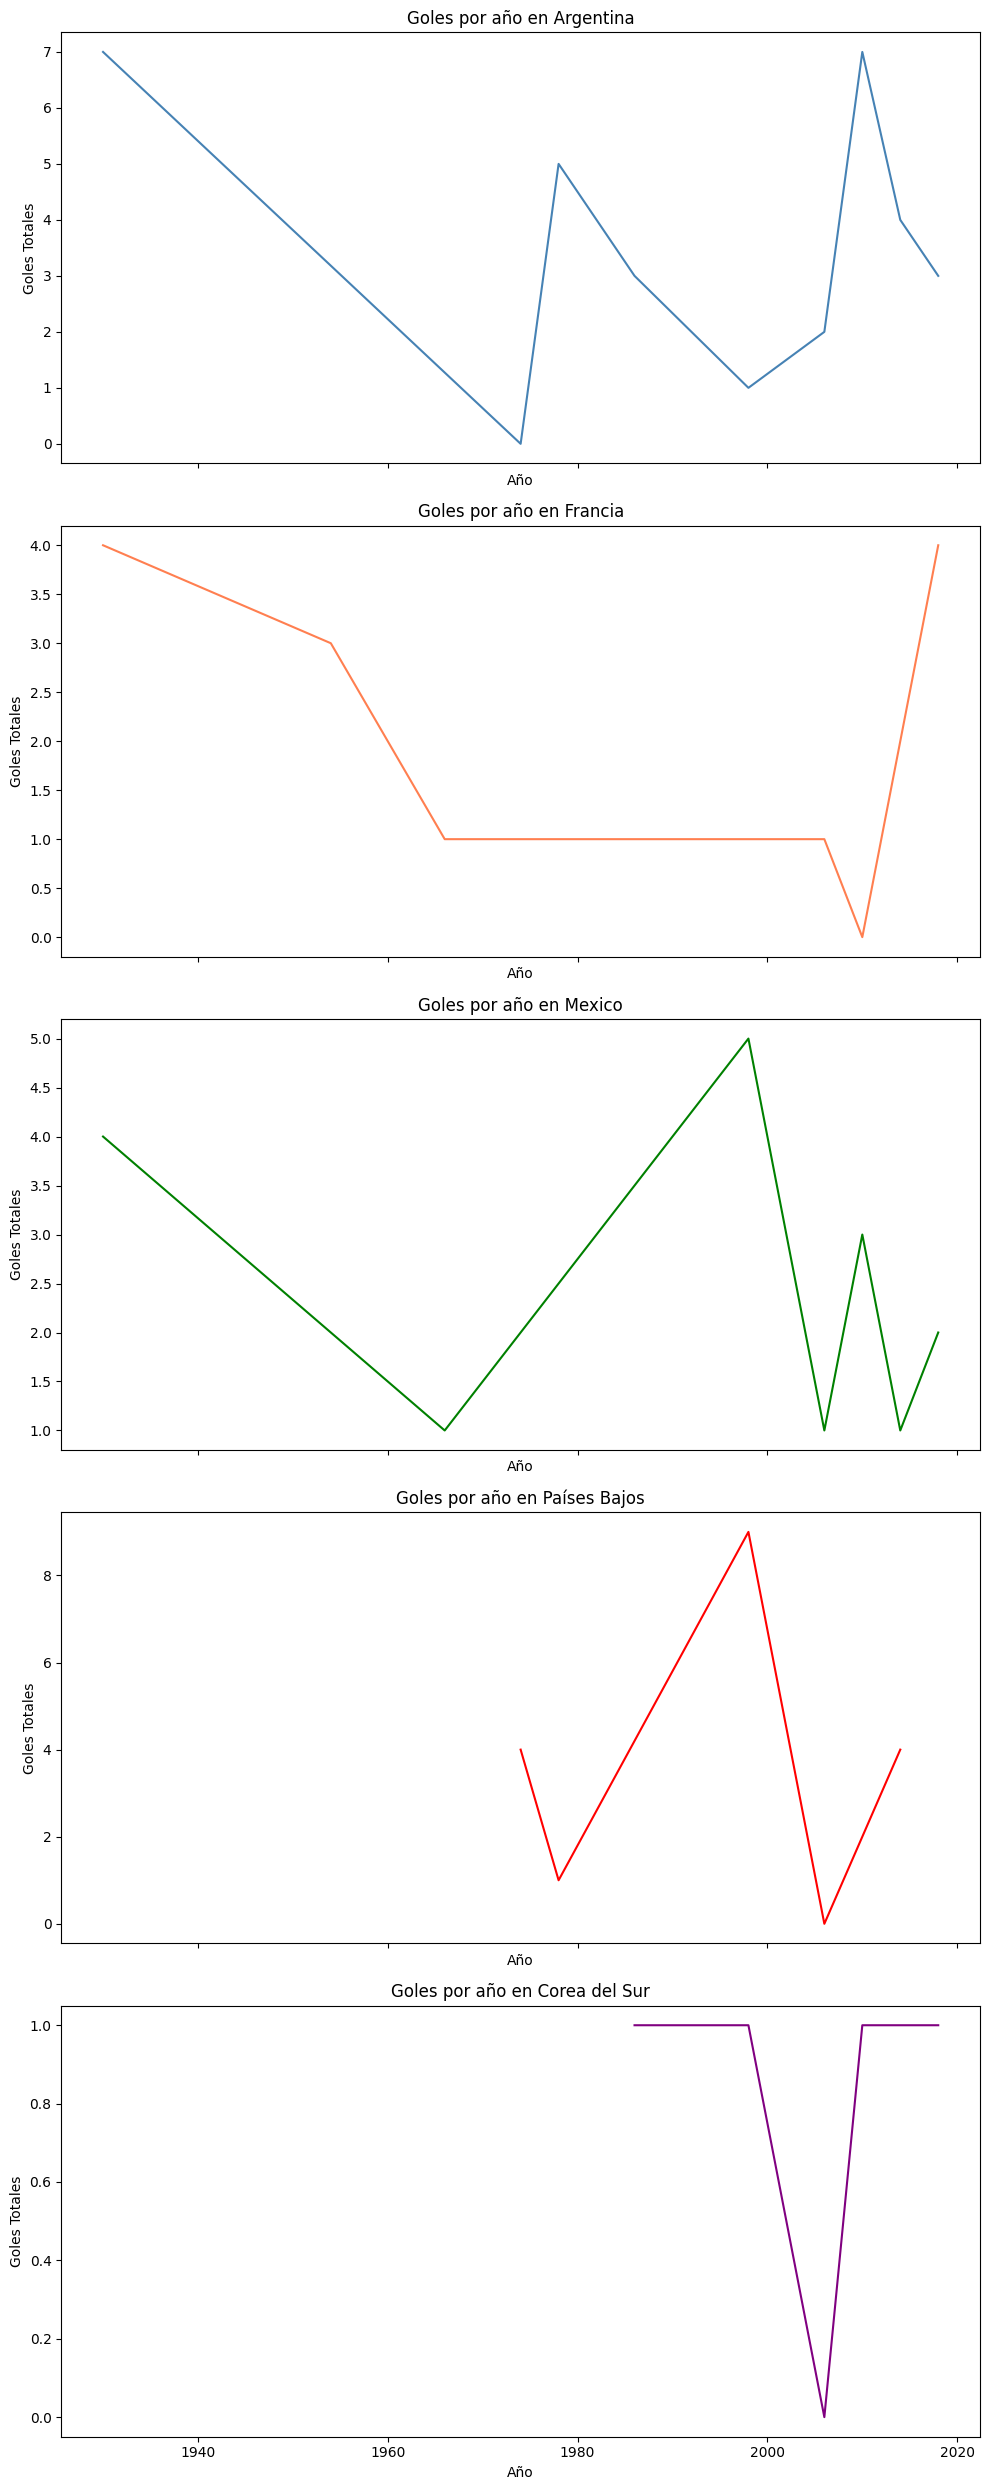 Goles por año en Argentina
7
6
5
4
3
2
1
0
Goles Totales
Año
Goles por año en Francia
4.0
3.5
3.0
2.5
2.0
1.5
1.0
0.5
0.0
Goles Totales
Año
Goles por año en Mexico
5.0
4.5
4.0
3.5
3.0
2.5
2.0
1.5
1.0
Goles Totales
Año
Goles por año en Países Bajos
8
6
4
2
0
Goles Totales
Año
Goles por año en Corea del Sur
1.0
0.8
0.6
0.4
0.2
0.0
Goles Totales
1940 1960 1980 2000 2020
Año